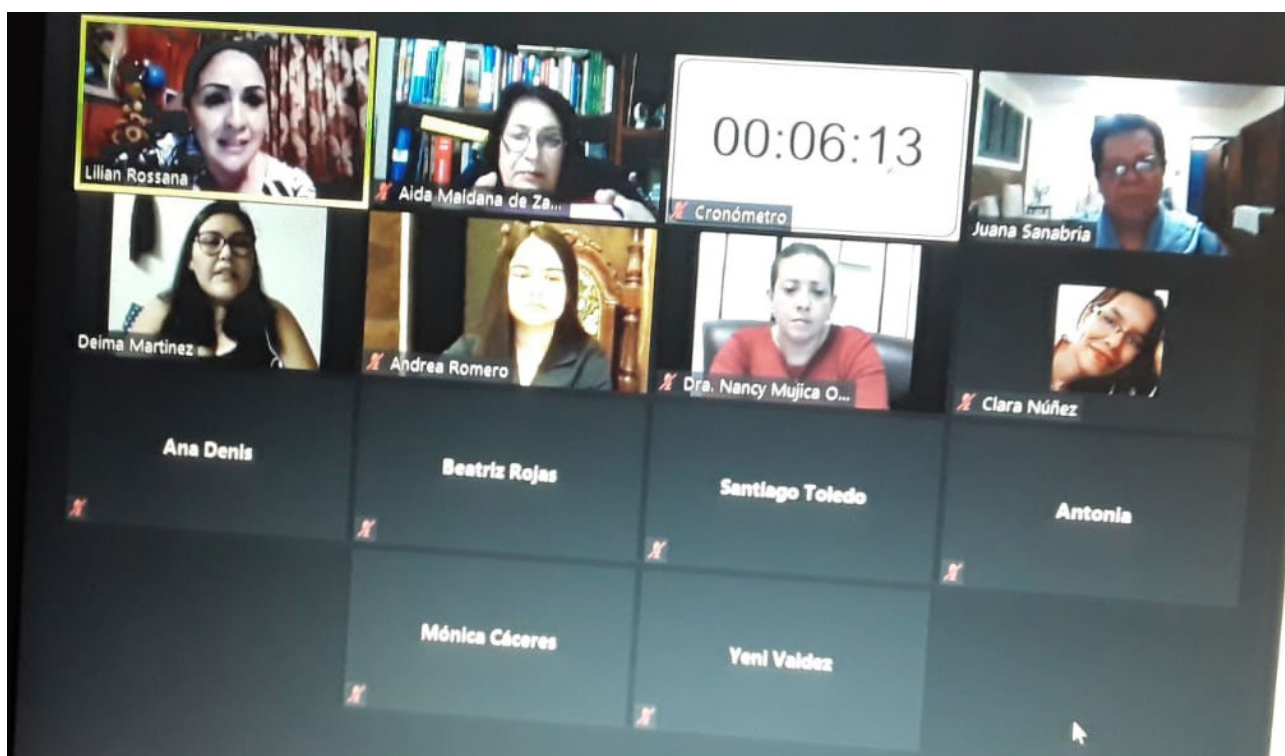 Lilian Rossana
Aida Maidana de Za...
00:06:13
Cronómetro
Juana Sanabria
Deima Martinez
Andrea Romero
Dra. Nancy Mujica O...
Clara Núñez
Ana Denis
Beatriz Rojas
Santiago Toledo
Antonia
Mónica Cáceres
Yeni Valdez